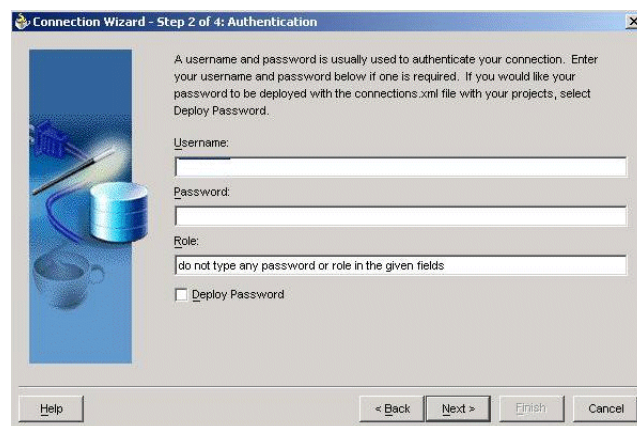 Connection Wizard - Step 2 of 4: Authentication
A username and password is usually used to authenticate your connection. Enter
your username and password below if one is required. If you would like your
password to be deployed with the connections.xml file with your projects, select
Deploy Password.
Username:
Password:
Role:
do not type any password or role in the given fields
Deploy Password
Help
< Back
Next >
Finish
Cancel